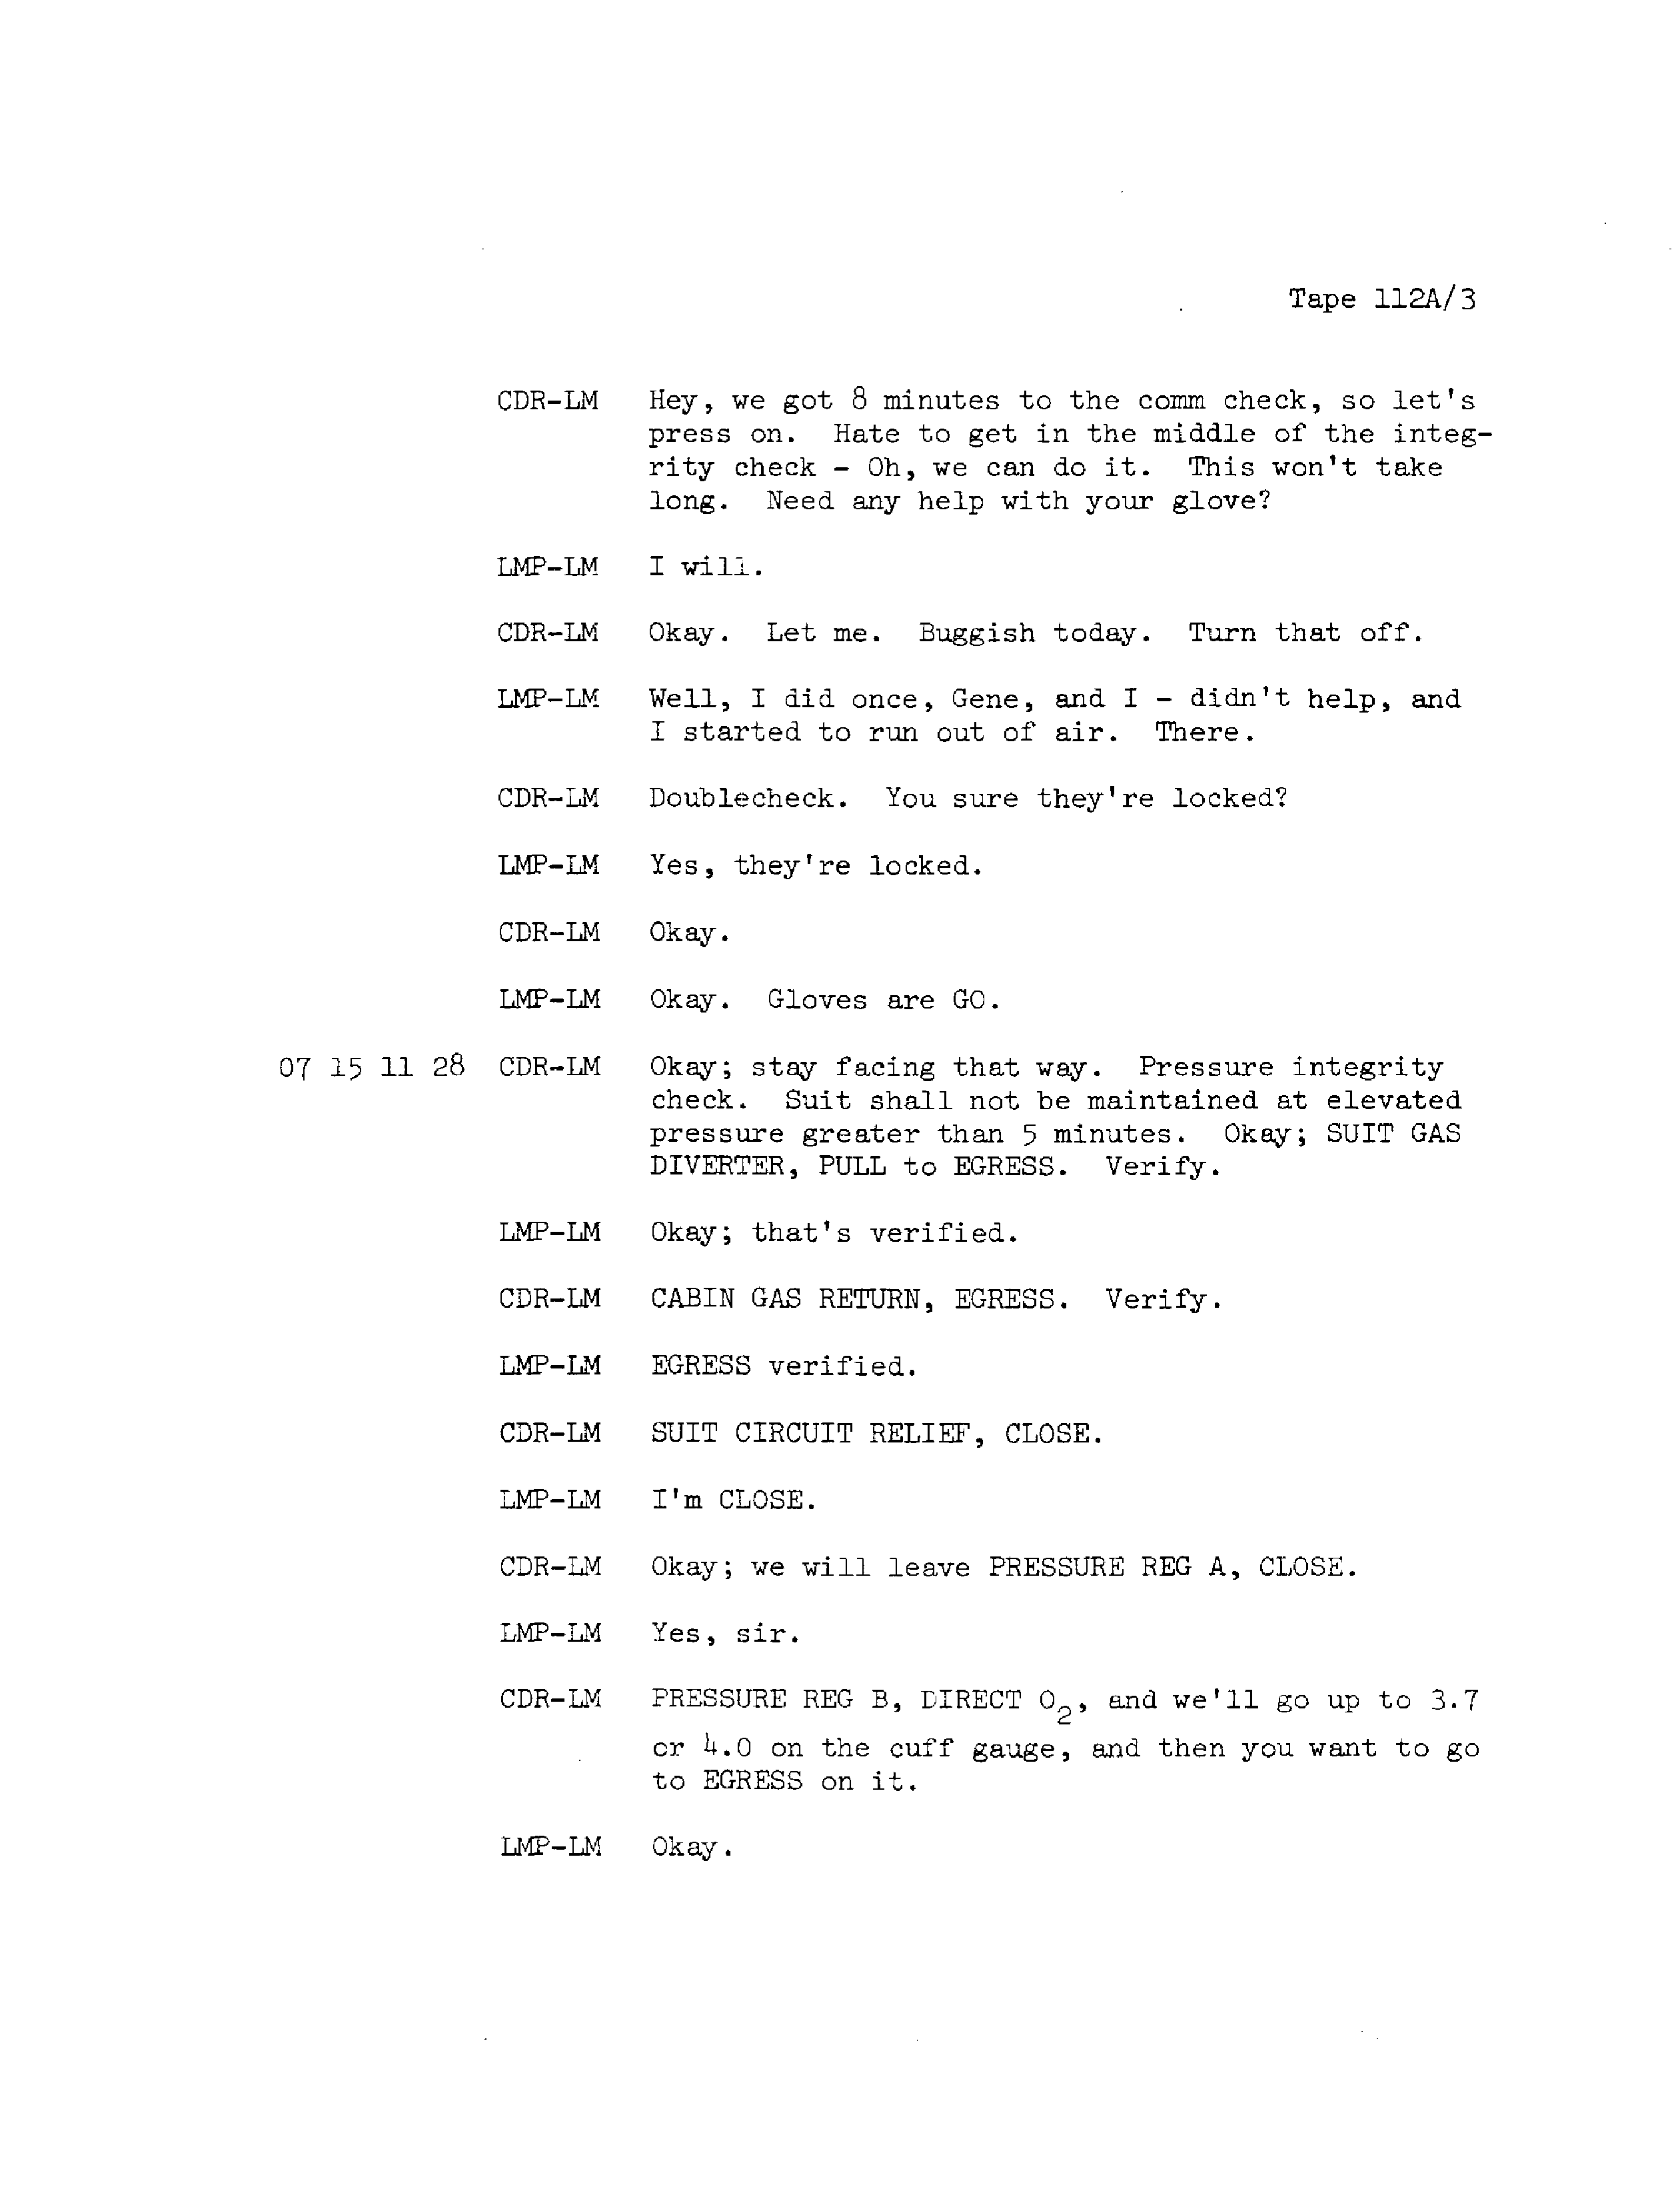 Tape 112A/3
CDR-LM Hey, we got 8 minutes to the comm check, so let's
press on. Hate to get in the middle of the integ-
rity check - Oh, we can do it. This won't take
long. Need any help with your glove?
LMP-LM I will.
CDR-LM Okay. Let me. Buggish today. Turn that off.
LMP-LM Well, I did once, Gene, and I - didn't help, and
I started to run out of air. There.
CDR-LM Doublecheck. You sure they're locked?
LMP-LM Yes, they're locked.
CDR-LM Okay.
LMP-LM Okay. Gloves are GO.
07 15 11 28 CDR-LM Okay; stay facing that way. Pressure integrity
check. Suit shall not be maintained at elevated
pressure greater than 5 minutes. Okay; SUIT GAS
DIVERTER, PULL to EGRESS. Verify.
LMP-LM Okay; that's verified.
CDR-LM CABIN GAS RETURN, EGRESS. Verify.
LMP-LM EGRESS verified.
CDR-LM SUIT CIRCUIT RELIEF, CLOSE.
LMP-LM I'm CLOSE.
CDR-LM Okay; we will leave PRESSURE REG A, CLOSE.
LMP-LM Yes, sir.
CDR-LM PRESSURE REG B, DIRECT O₂, and we'll go up to 3.7
or 4.0 on the cuff gauge, and then you want to go
to EGRESS on it.
LMP-LM Okay.